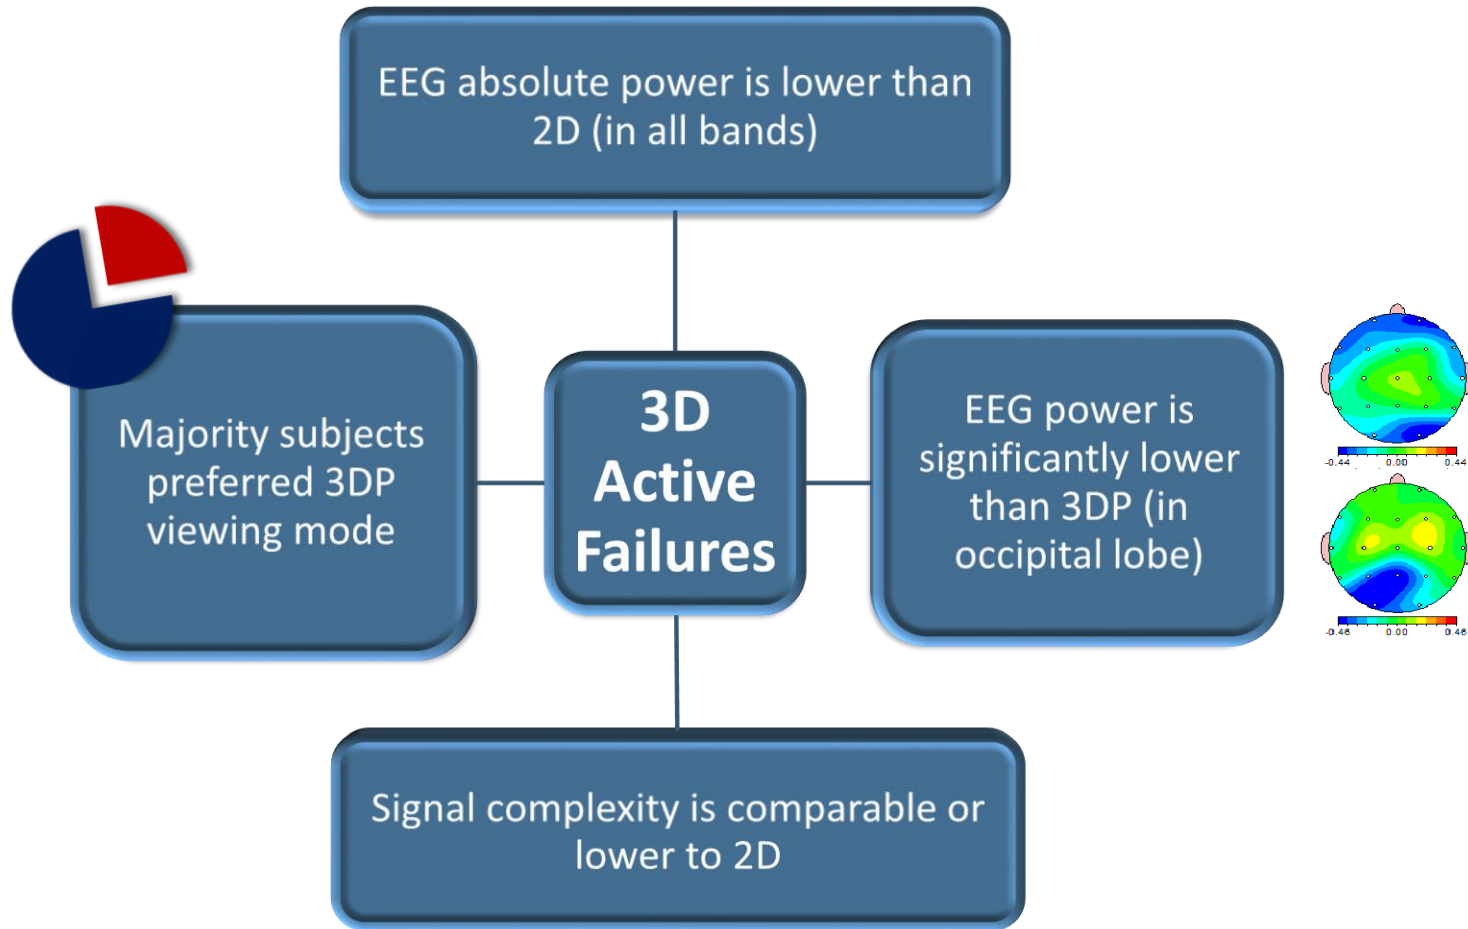 EEG absolute power is lower than
2D (in all bands)
Majority subjects
preferred 3DP
viewing mode
3D
Active
Failures
EEG power is
significantly lower
than 3DP (in
occipital lobe)
-0.44 0.00 0.44
-0.46 0.00 0.46
Signal complexity is comparable or
lower to 2D